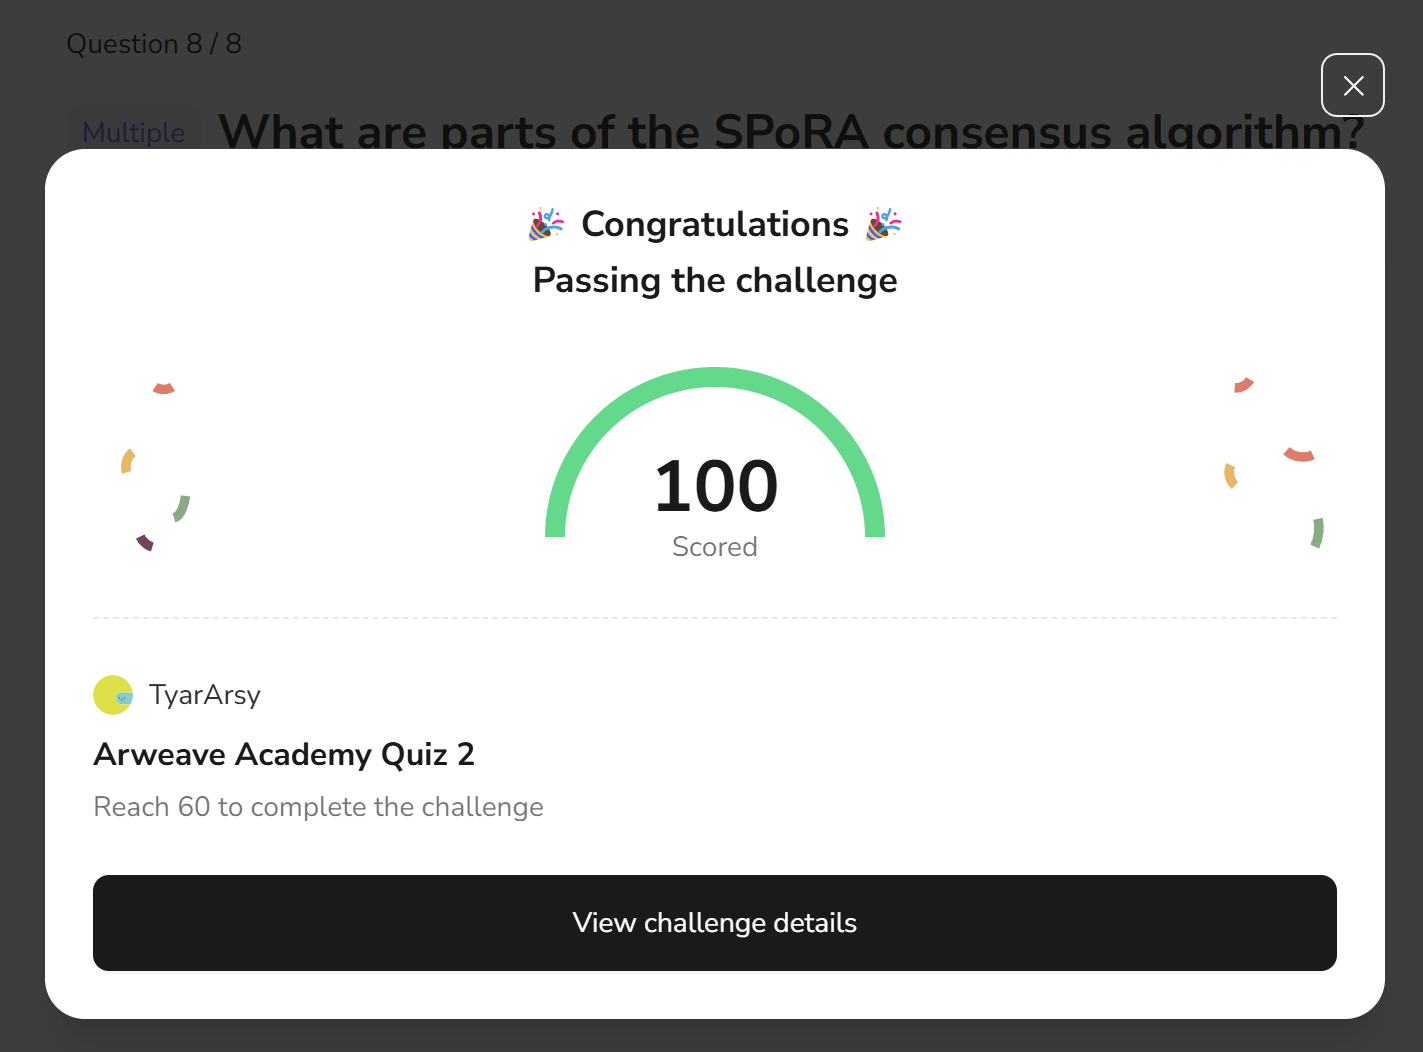 Question 8 / 8
Multiple What are parts of the SPoRA consensus algorithm?
🎉 Congratulations 🎉
Passing the challenge
100
Scored
TyarArsy
Arweave Academy Quiz 2
Reach 60 to complete the challenge
View challenge details